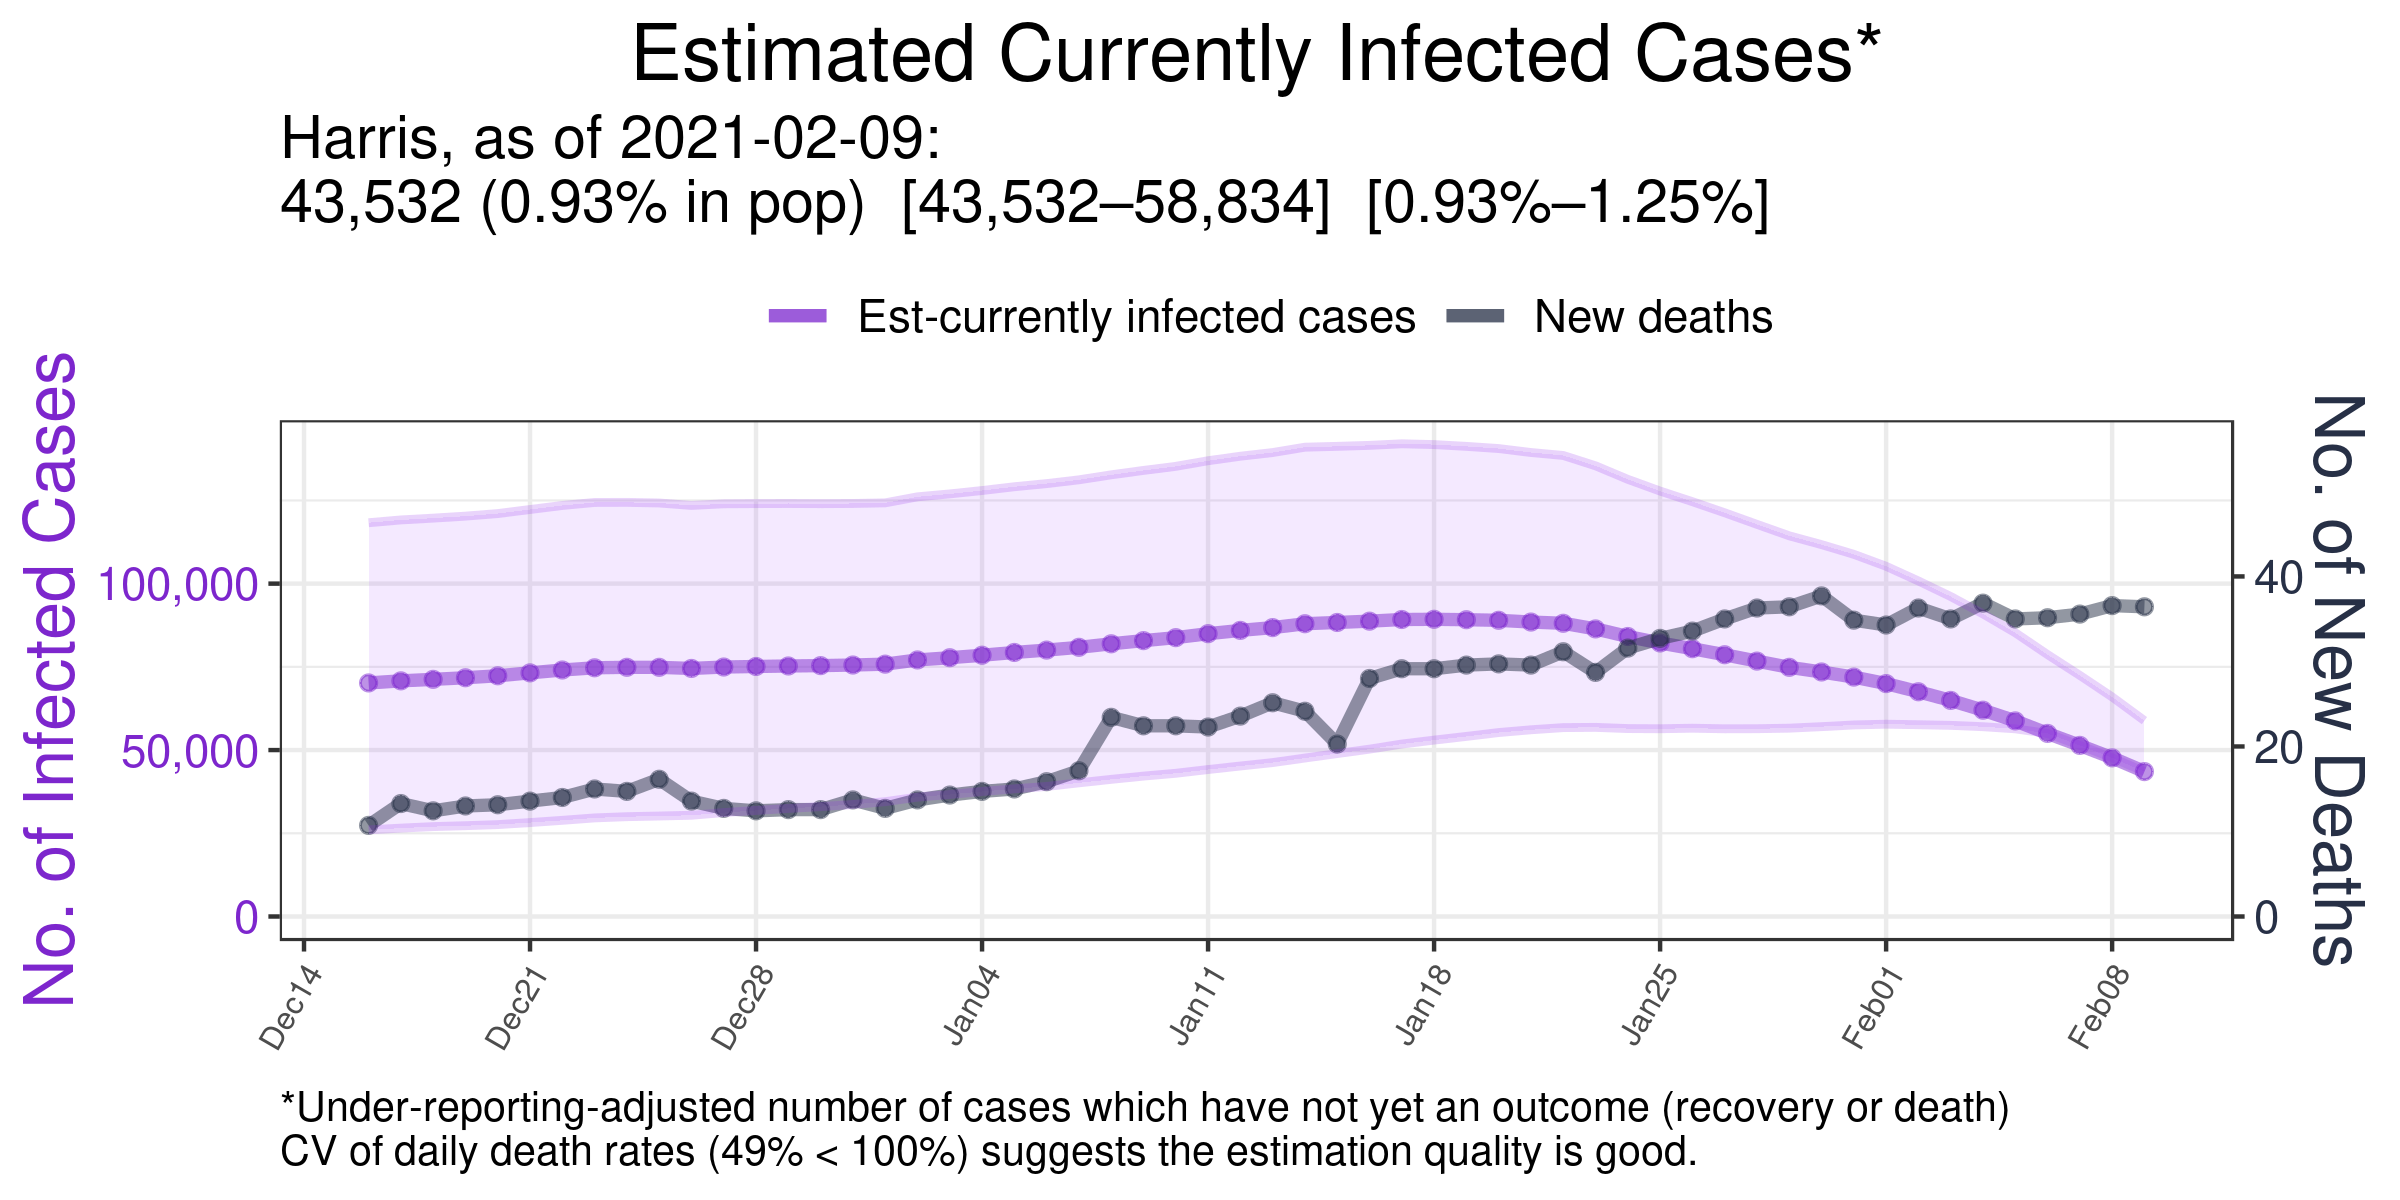 Estimated Currently Infected Cases*
Harris, as of 2021-02-09:
43,532 (0.93% in pop)  [43,532–58,834]  [0.93%–1.25%]
Est-currently infected cases
New deaths
No. of Infected Cases
100,000
50,000
0
No. of New Deaths
40
20
0
Dec14
Dec21
Dec28
Jan04
Jan11
Jan18
Jan25
Feb01
Feb08
*Under-reporting-adjusted number of cases which have not yet an outcome (recovery or death)
CV of daily death rates (49% < 100%) suggests the estimation quality is good.